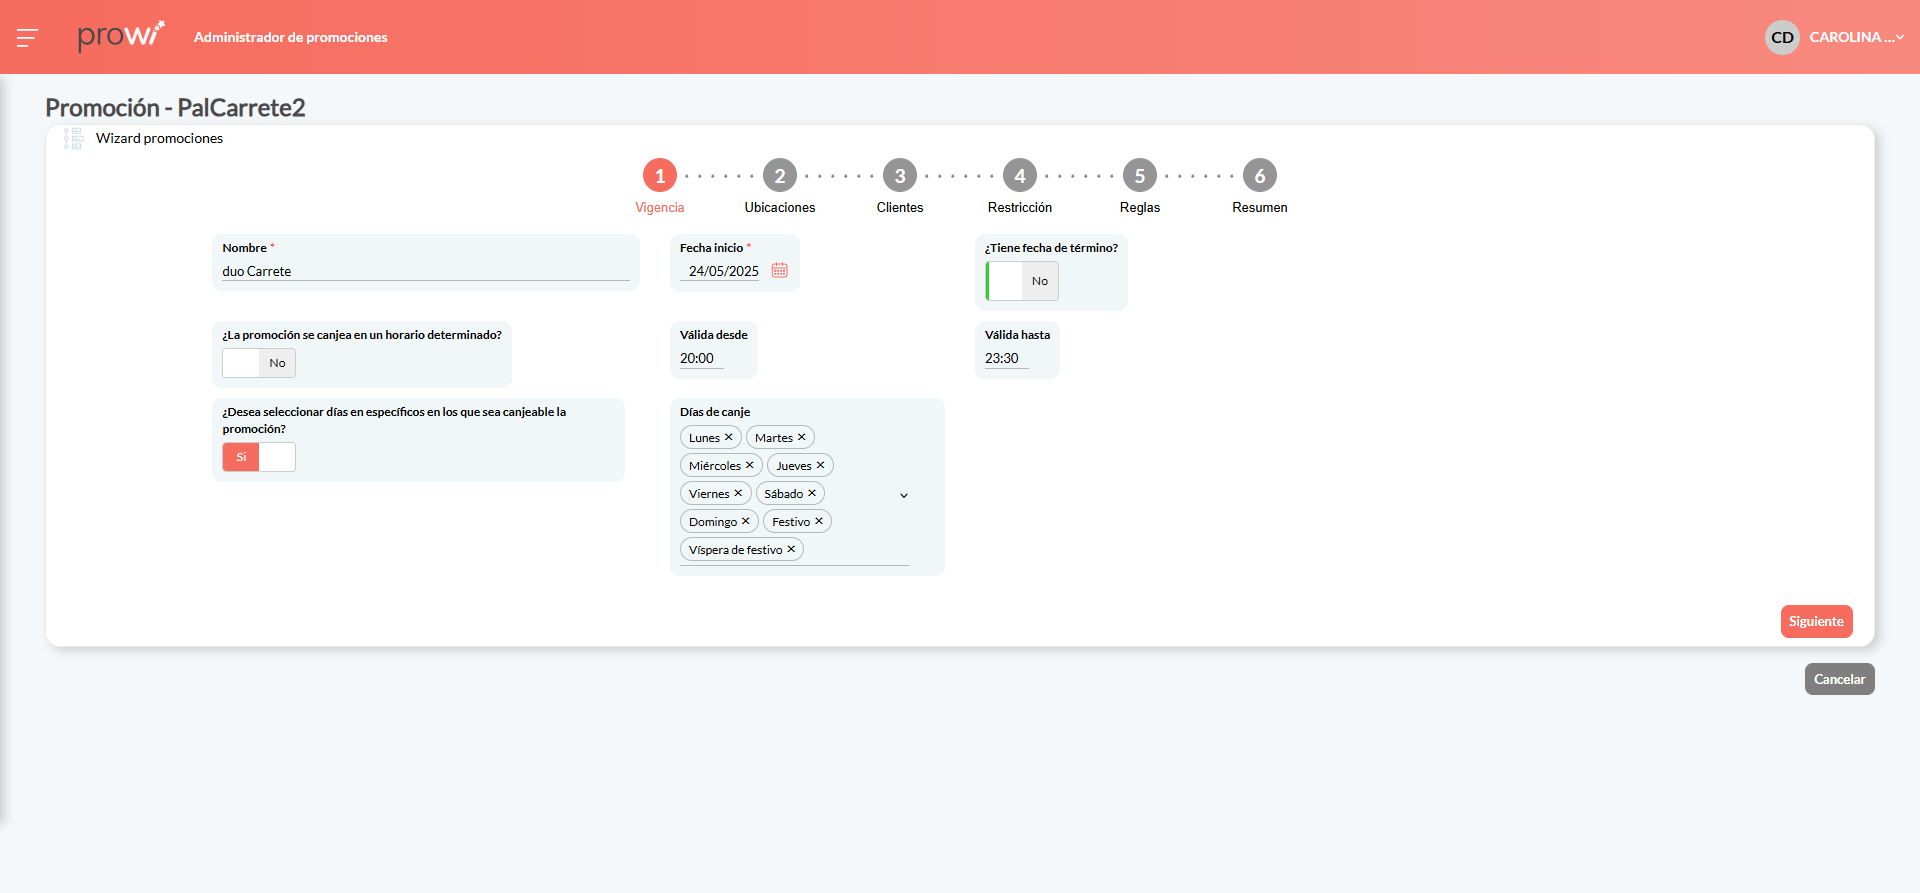 prowi
Administrador de promociones
CD
CAROLINA ...
Promoción - PalCarrete2
Wizard promociones
1
2
3
4
5
6
Vigencia
Ubicaciones
Clientes
Restricción
Reglas
Resumen
Nombre *
duo Carrete
Fecha inicio *
24/05/2025
¿Tiene fecha de término?
No
¿La promoción se canjea en un horario determinado?
No
Válida desde
20:00
Válida hasta
23:30
¿Desea seleccionar días en específicos en los que sea canjeable la
promoción?
Si
Días de canje
Lunes ✕ Martes ✕
Miércoles ✕ Jueves ✕
Viernes ✕ Sábado ✕
Domingo ✕ Festivo ✕
Víspera de festivo ✕
Siguiente
Cancelar